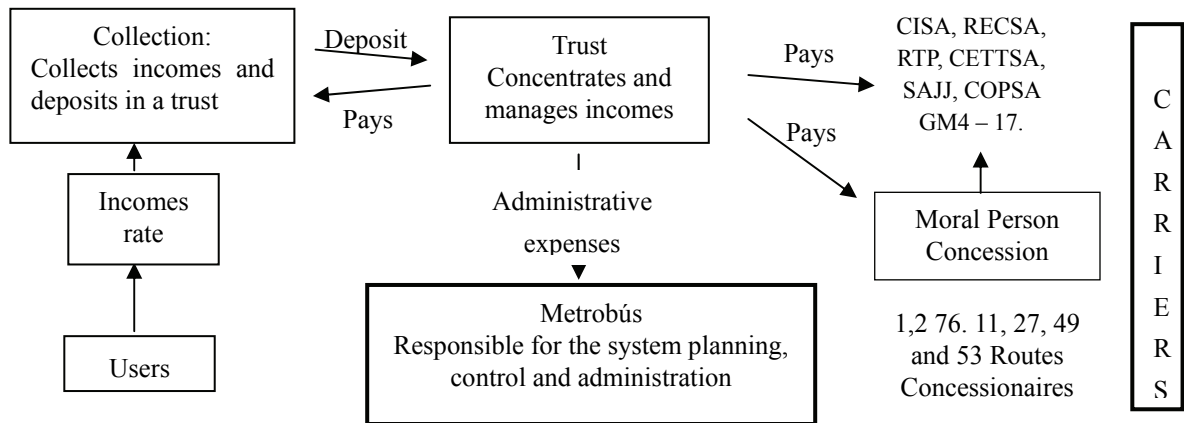 Collection:
Collects incomes and
deposits in a trust
Deposit
Pays
Trust
Concentrates and
manages incomes
Pays
Pays
CISA, RECSA,
RTP, CETTSA,
SAJJ, COPSA
GM4 – 17.
Incomes
rate
Users
Administrative
expenses
Metrobús
Responsible for the system planning,
control and administration
Moral Person
Concession
1,2 76. 11, 27, 49
and 53 Routes
Concessionaires
C
A
R
R
I
E
R
S